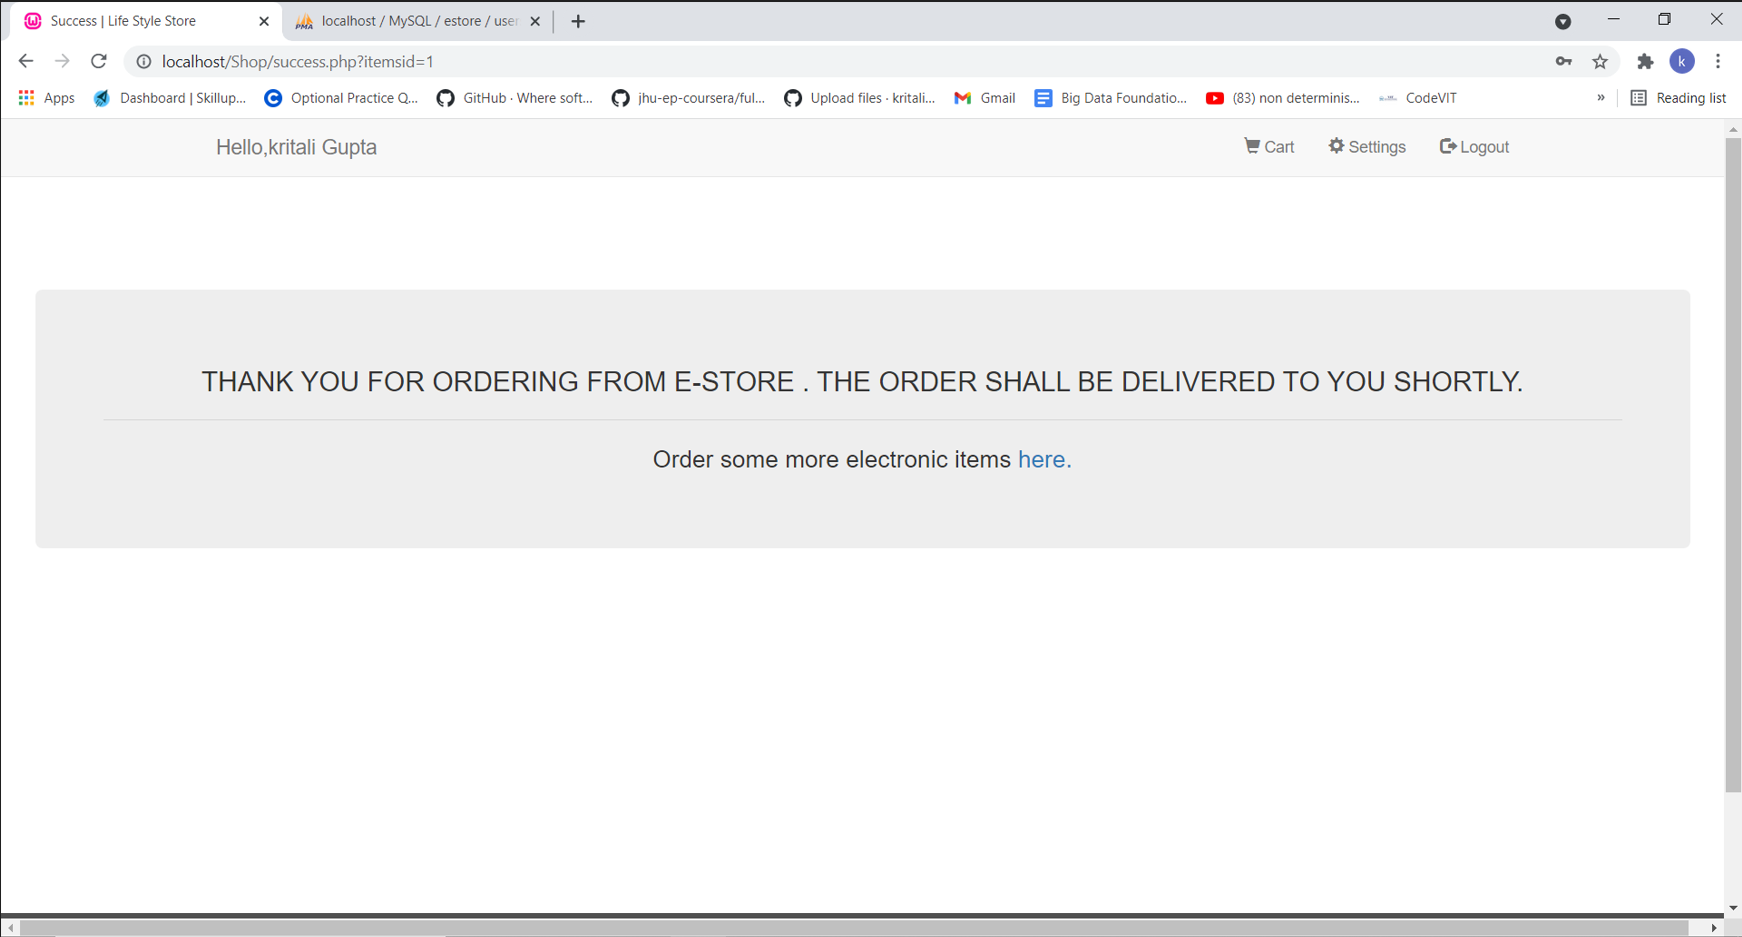 Success | Life Style Store
localhost / MySQL / estore / user
localhost/Shop/success.php?itemsid=1
k
Apps
Dashboard | Skillup...
Optional Practice Q...
GitHub · Where soft...
jhu-ep-coursera/ful...
Upload files · kritali...
Gmail
Big Data Foundatio...
(83) non determinis...
CodeVIT
»
Reading list
Hello,kritali Gupta
Cart
Settings
Logout
THANK YOU FOR ORDERING FROM E-STORE . THE ORDER SHALL BE DELIVERED TO YOU SHORTLY.
Order some more electronic items here.